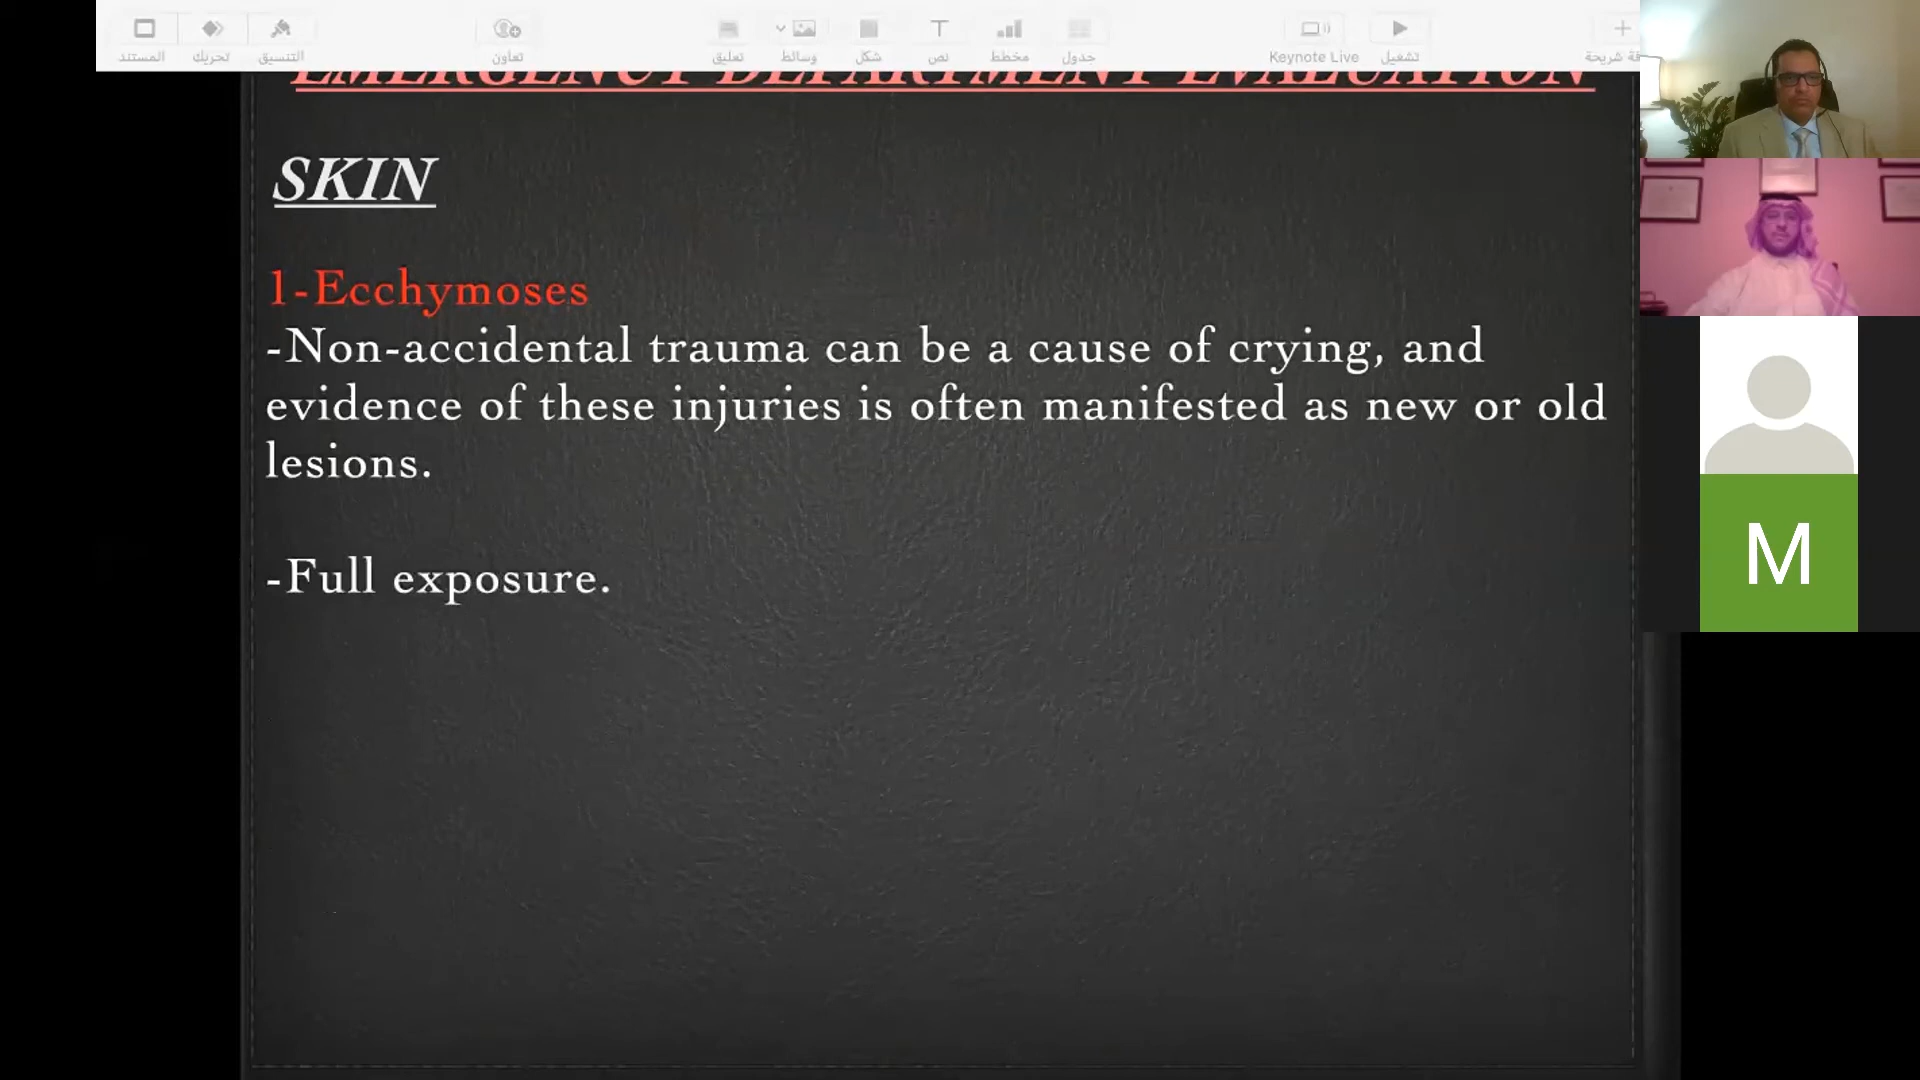 المستند
تحريك
التنسيق
تعاون
تعليق
وسائط
شكل
نص
مخطط
جدول
Keynote Live
تشغيل
شريحة
EMERGENCY DEPARTMENT EVALUATION
SKIN
1-Ecchymoses
-Non-accidental trauma can be a cause of crying, and
evidence of these injuries is often manifested as new or old
lesions.
-Full exposure.
M